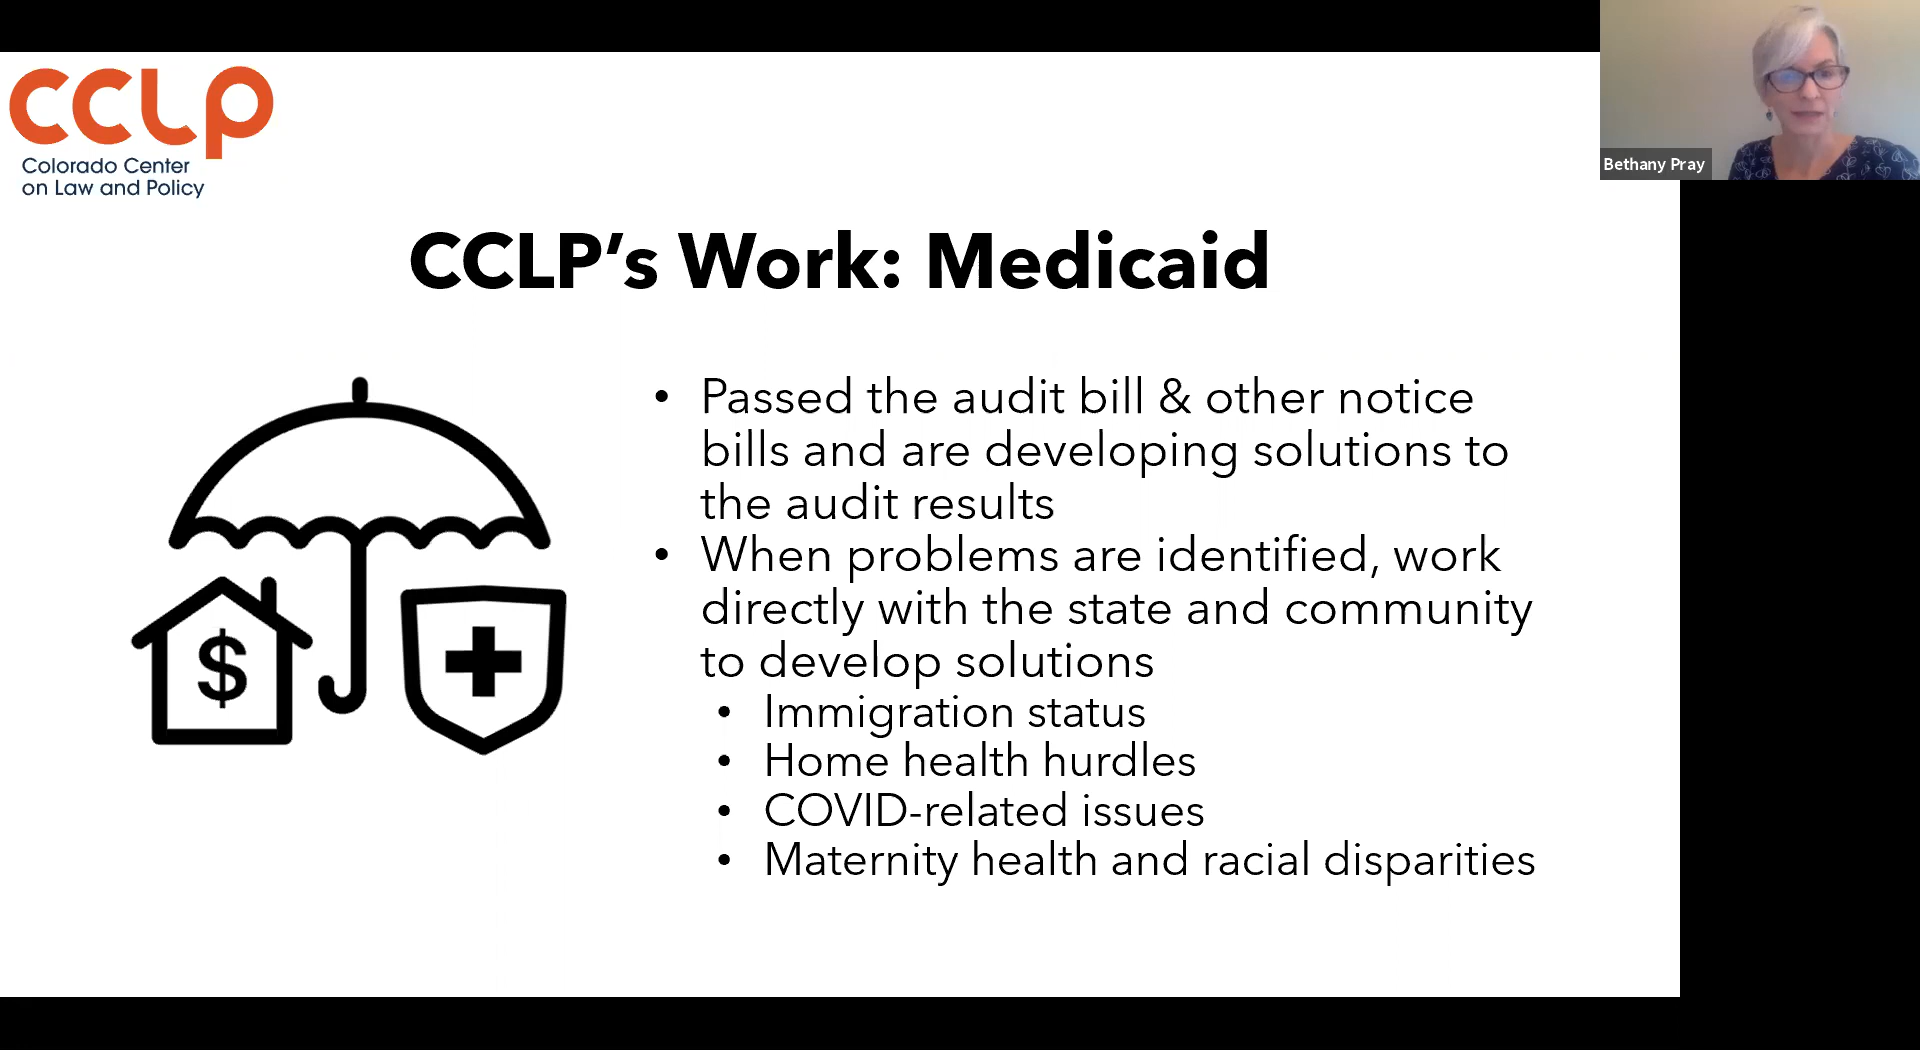 CCLP
Colorado Center
on Law and Policy
Bethany Pray
CCLP’s Work: Medicaid
$
• Passed the audit bill & other notice
bills and are developing solutions to
the audit results
• When problems are identified, work
directly with the state and community
to develop solutions
• Immigration status
• Home health hurdles
• COVID-related issues
• Maternity health and racial disparities